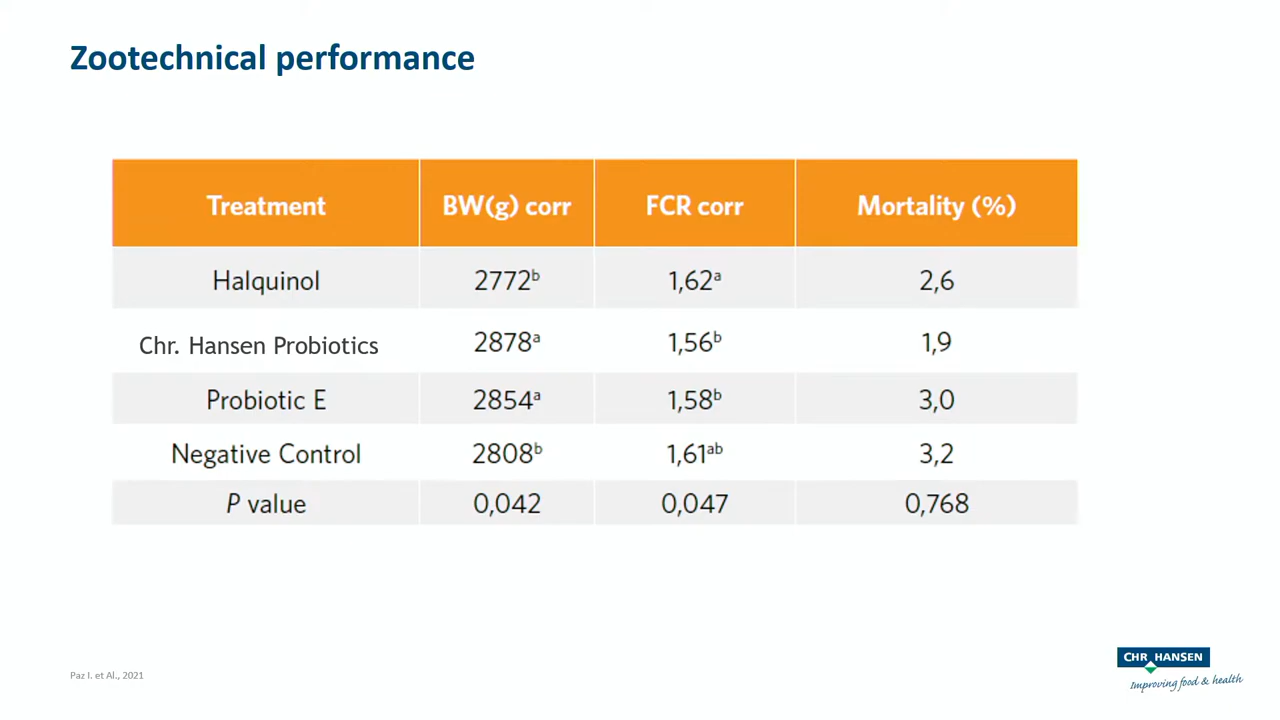 Zootechnical performance
Treatment BW(g) corr FCR corr Mortality (%)
Halquinol 2772ᵇ 1,62ᵃ 2,6
Chr. Hansen Probiotics 2878ᵃ 1,56ᵇ 1,9
Probiotic E 2854ᵃ 1,58ᵇ 3,0
Negative Control 2808ᵇ 1,61ᵃᵇ 3,2
P value 0,042 0,047 0,768
Paz I. et Al., 2021
CHR HANSEN
Improving food & health